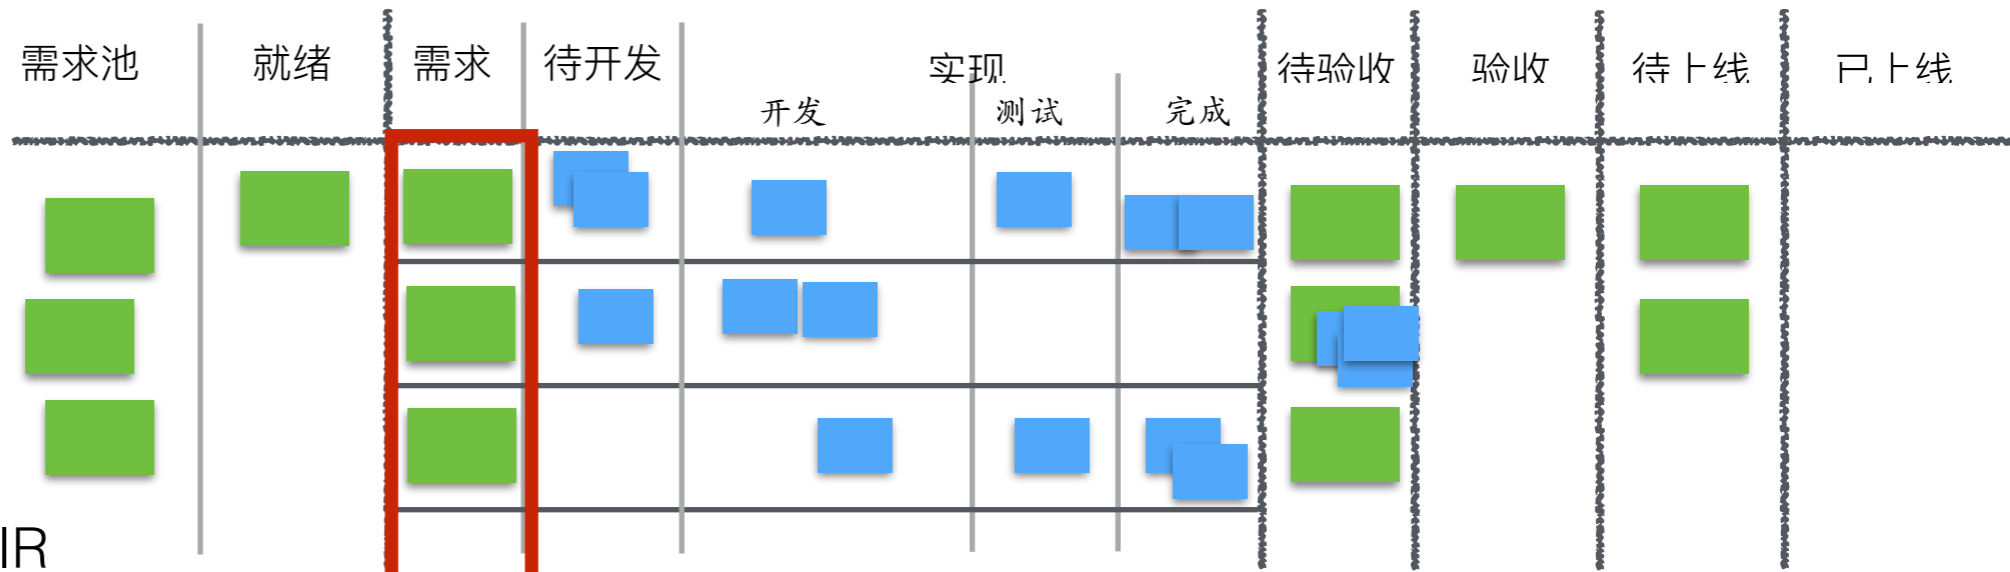 需求池 就绪 需求 待开发 实现 待验收 验收 待上线 已上线
开发 测试 完成
IR